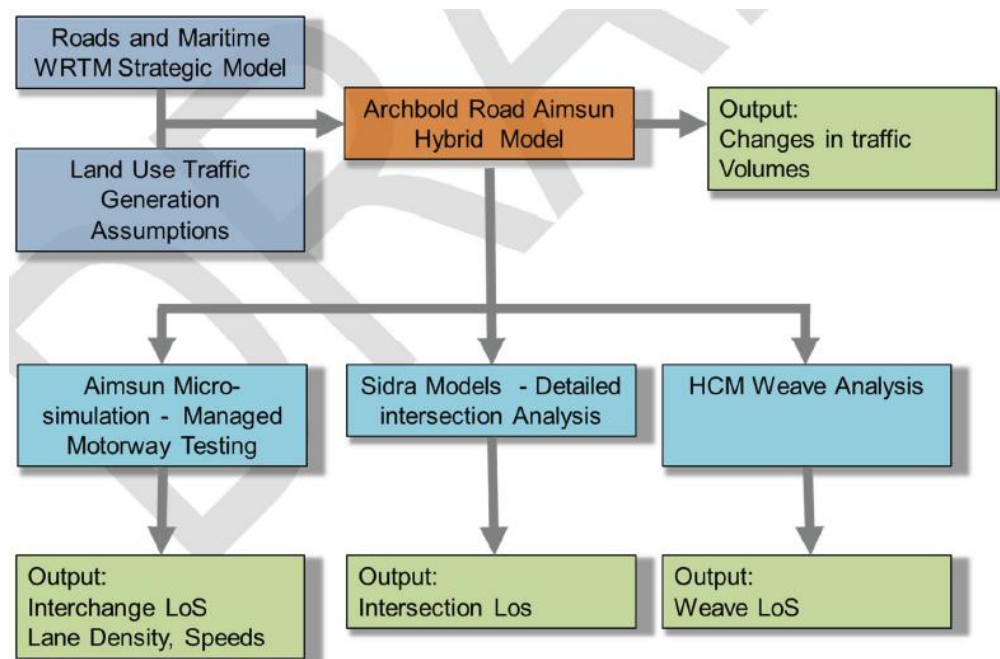 Roads and Maritime
WRTM Strategic Model
Archbold Road Aimsun
Hybrid Model
Output:
Changes in traffic
Volumes
Land Use Traffic
Generation
Assumptions
Aimsun Micro-
simulation - Managed
Motorway Testing
Sidra Models - Detailed
intersection Analysis
HCM Weave Analysis
Output:
Interchange LoS
Lane Density, Speeds
Output:
Intersection Los
Output:
Weave LoS